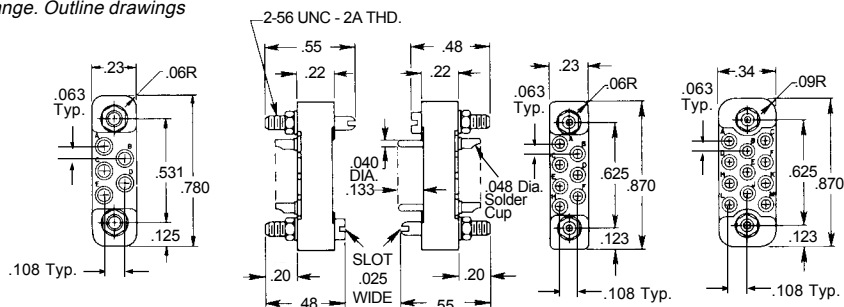 ange. Outline drawings
2-56 UNC - 2A THD.
.55
.48
.23
.06R
.22
.22
.23
.06R
.34
.09R
.063
Typ.
.063
Typ.
.063
Typ.
A
B
D
E
.531
.780
.040
DIA.
.133
.048 Dia.
Solder
Cup
.625
.870
.625
.870
.125
.123
.123
.108 Typ.
.20
SLOT
.025
WIDE
.20
.108 Typ.
.108 Typ.
.48
.55